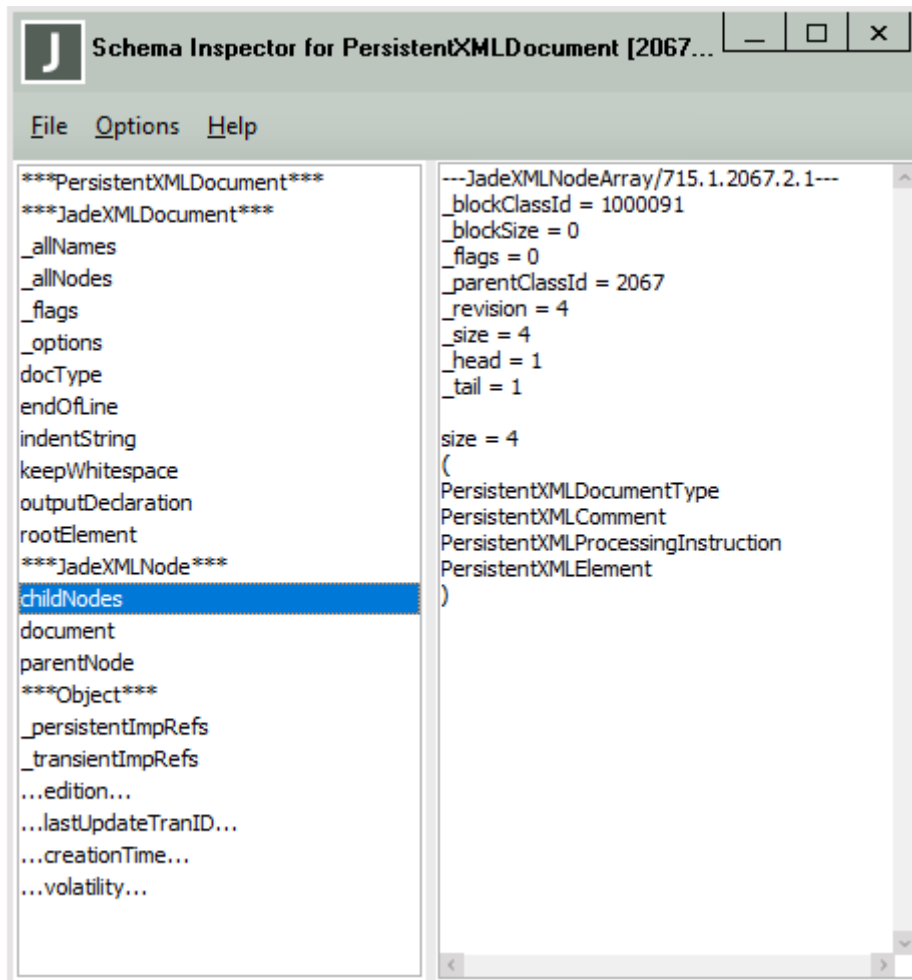 J
Schema Inspector for PersistentXMLDocument [2067...
File Options Help
***PersistentXMLDocument***
***JadeXMLDocument***
_allNames
_allNodes
_flags
_options
docType
endOfLine
indentString
keepWhitespace
outputDeclaration
rootElement
***JadeXMLNode***
childNodes
document
parentNode
***Object***
_persistentImpRefs
_transientImpRefs
...edition...
...lastUpdateTranID...
...creationTime...
...volatility...
---JadeXMLNodeArray/715.1.2067.2.1---
_blockClassId = 1000091
_blockSize = 0
_flags = 0
_parentClassId = 2067
_revision = 4
_size = 4
_head = 1
_tail = 1
size = 4
(
PersistentXMLDocumentType
PersistentXMLComment
PersistentXMLProcessingInstruction
PersistentXMLElement
)